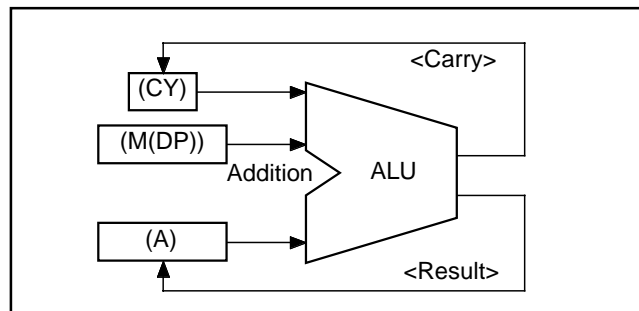 <Carry>
(CY)
(M(DP))
Addition
ALU
(A)
<Result>